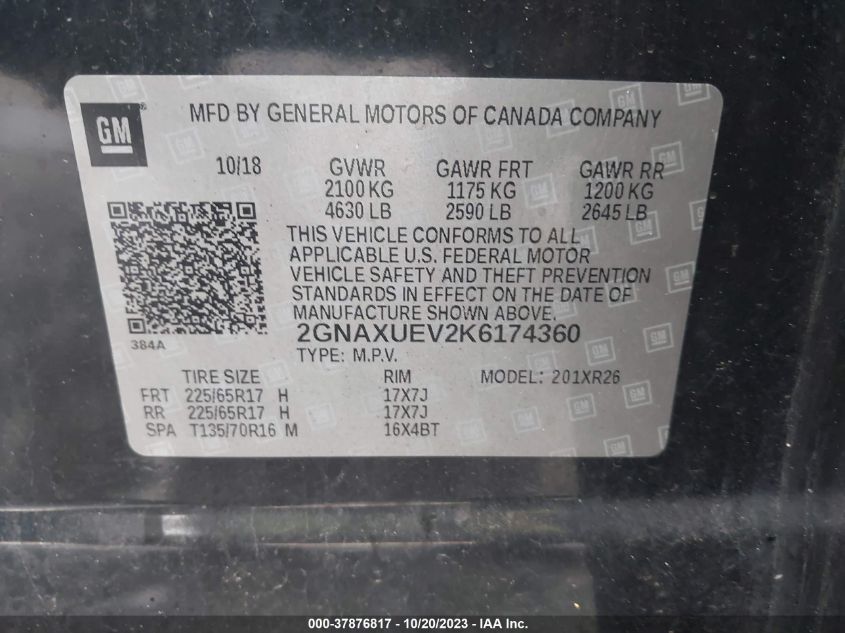 GM ®
MFD BY GENERAL MOTORS OF CANADA COMPANY
10/18 GVWR GAWR FRT GAWR RR
2100 KG 1175 KG 1200 KG
4630 LB 2590 LB 2645 LB
THIS VEHICLE CONFORMS TO ALL
APPLICABLE U.S. FEDERAL MOTOR
VEHICLE SAFETY AND THEFT PREVENTION
STANDARDS IN EFFECT ON THE DATE OF
MANUFACTURE SHOWN ABOVE.
384A
2GNAXUEV2K6174360
TYPE: M.P.V.
TIRE SIZE RIM MODEL: 201XR26
FRT 225/65R17 H 17X7J
RR 225/65R17 H 17X7J
SPA T135/70R16 M 16X4BT
000-37876817 - 10/20/2023 - IAA Inc.